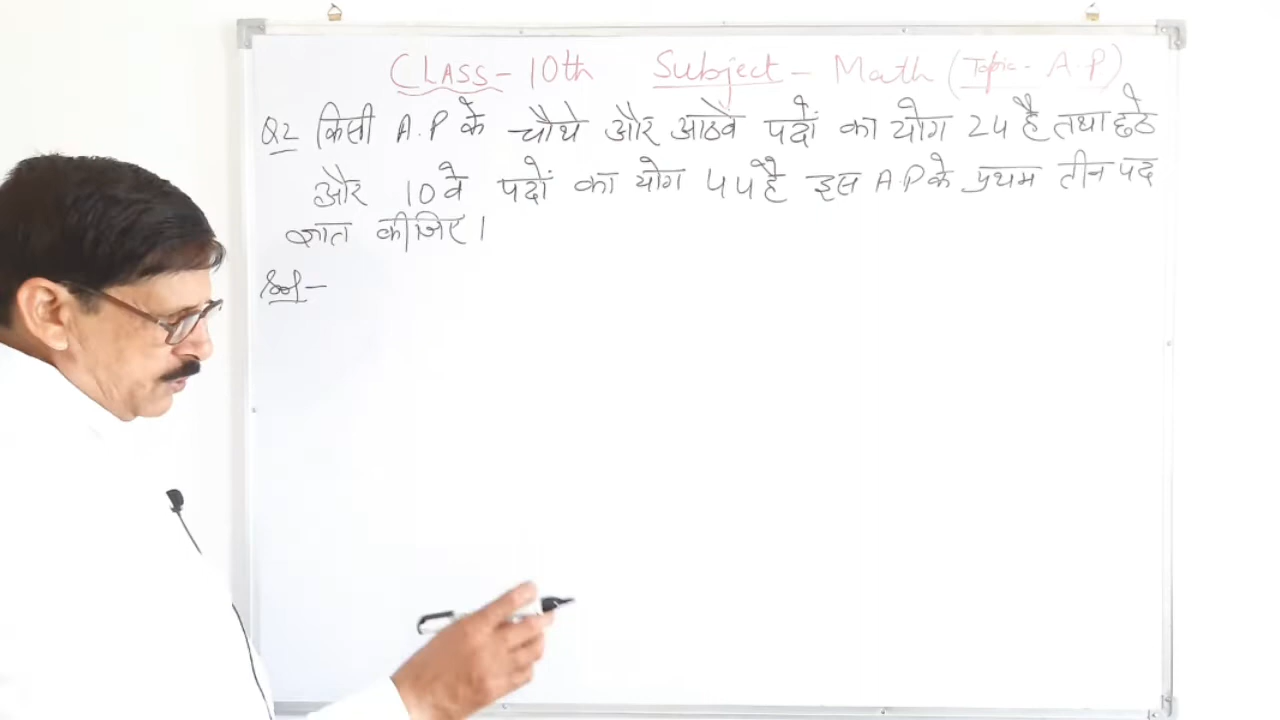 CLASS-10th Subject - Math (Topic - A.P)
Q2 किसी A.P के चौथे और आठवें पदों का योग 24 है तथा छठे
और 10वें पदों का योग 44 है इस A.P के प्रथम तीन पद
ज्ञात कीजिए।
Sol-